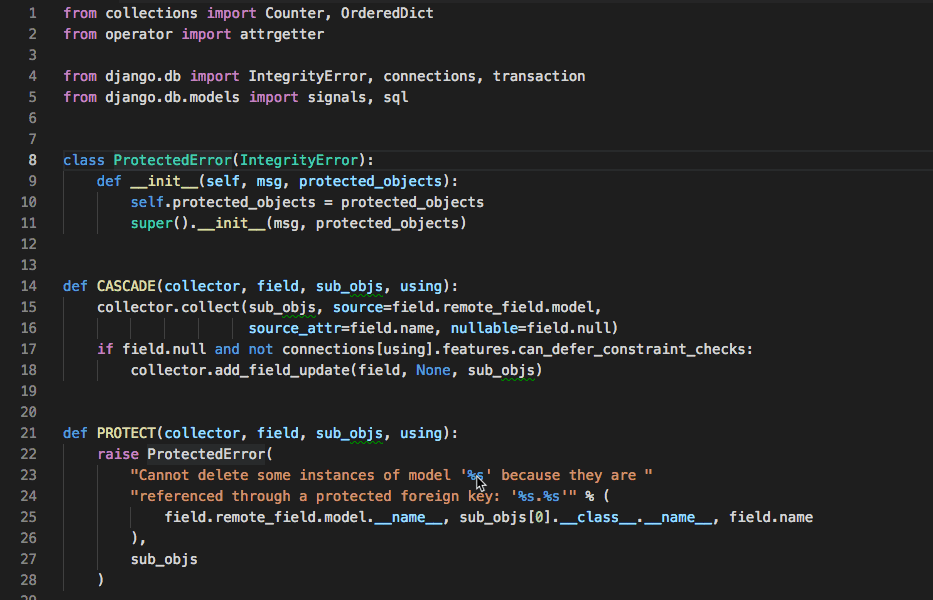 1 from collections import Counter, OrderedDict
2 from operator import attrgetter
3
4 from django.db import IntegrityError, connections, transaction
5 from django.db.models import signals, sql
6
7
8 class ProtectedError(IntegrityError):
9     def __init__(self, msg, protected_objects):
10         self.protected_objects = protected_objects
11         super().__init__(msg, protected_objects)
12
13
14 def CASCADE(collector, field, sub_objs, using):
15     collector.collect(sub_objs, source=field.remote_field.model,
16                       source_attr=field.name, nullable=field.null)
17     if field.null and not connections[using].features.can_defer_constraint_checks:
18         collector.add_field_update(field, None, sub_objs)
19
20
21 def PROTECT(collector, field, sub_objs, using):
22     raise ProtectedError(
23         "Cannot delete some instances of model '%s' because they are "
24         "referenced through a protected foreign key: '%s.%s'" % (
25             field.remote_field.model.__name__, sub_objs[0].__class__.__name__, field.name
26         ),
27         sub_objs
28     )
29